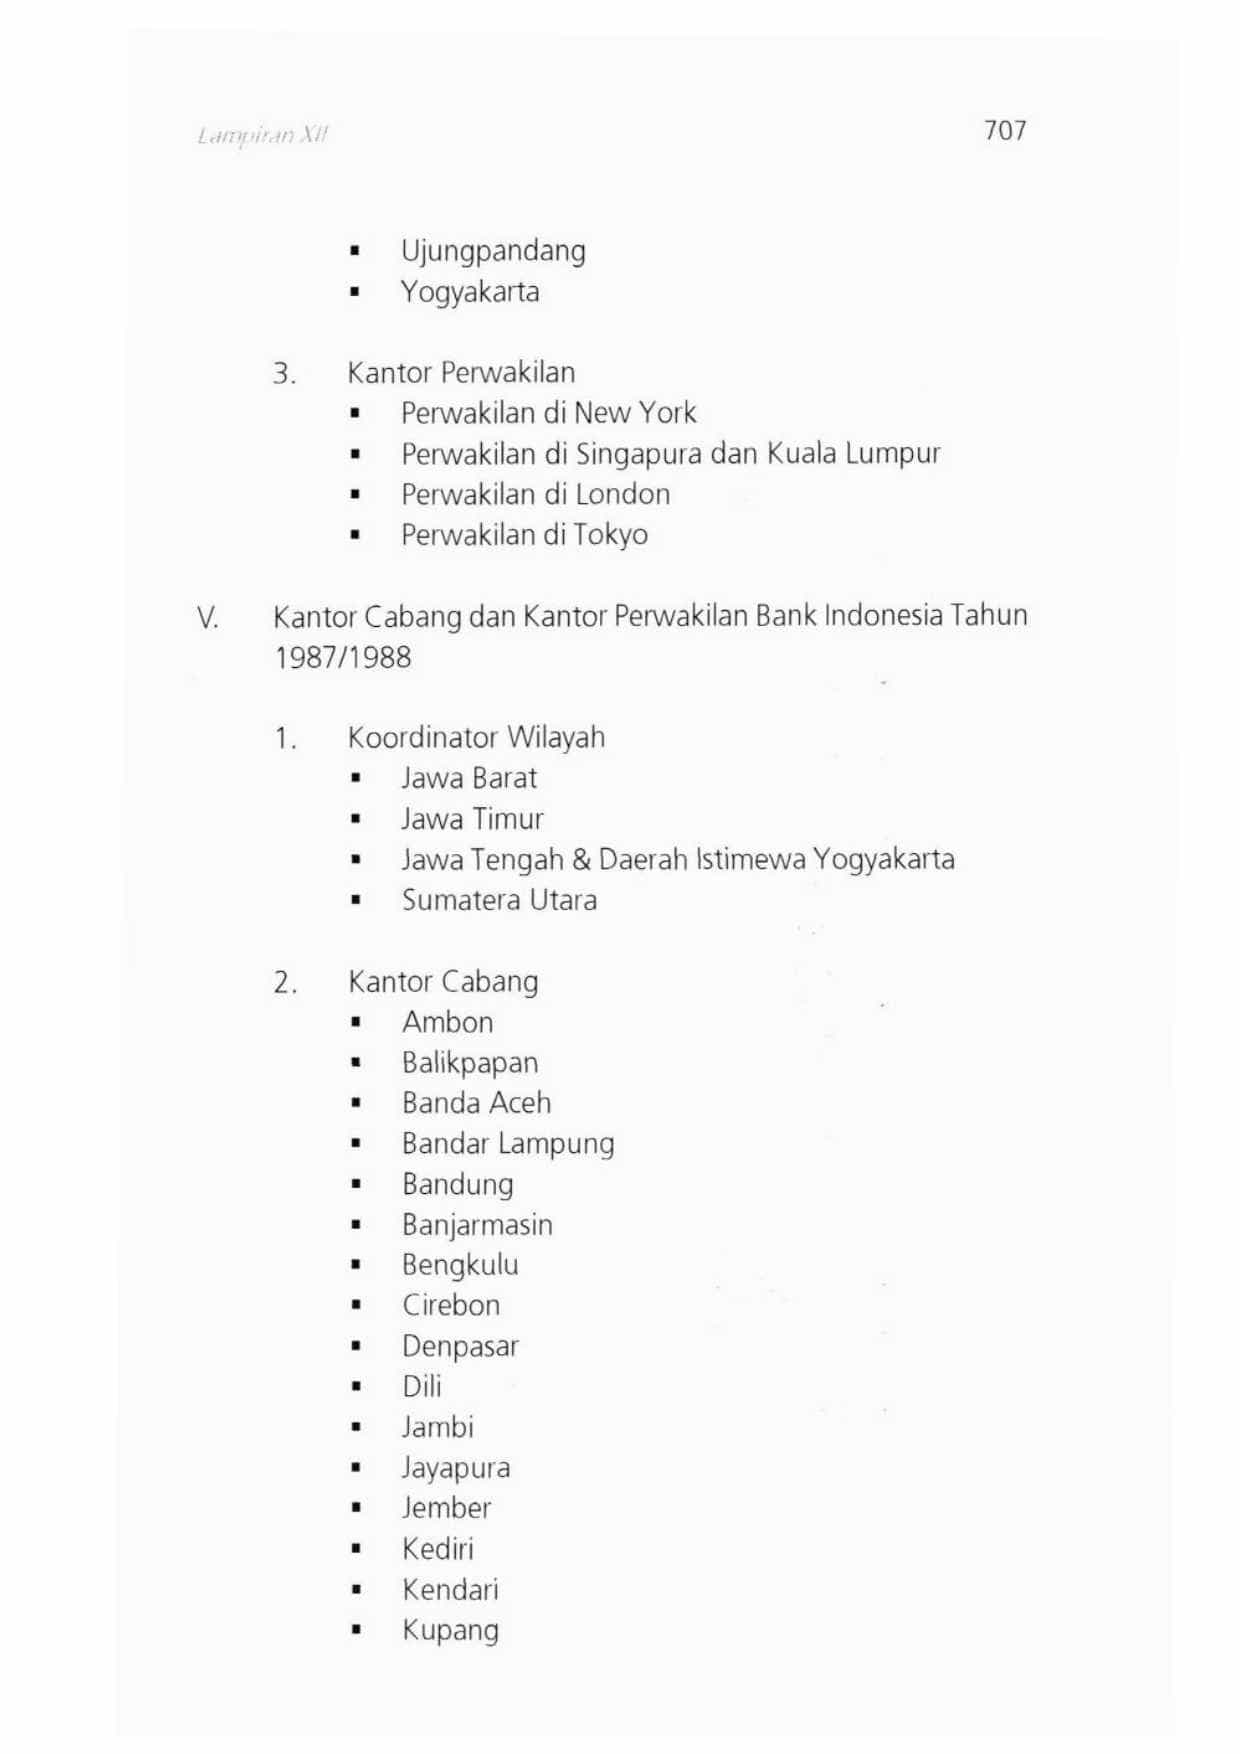 Lampiran XII 707
▪ Ujungpandang
▪ Yogyakarta
3. Kantor Perwakilan
▪ Perwakilan di New York
▪ Perwakilan di Singapura dan Kuala Lumpur
▪ Perwakilan di London
▪ Perwakilan di Tokyo
V. Kantor Cabang dan Kantor Perwakilan Bank Indonesia Tahun
1987/1988
1. Koordinator Wilayah
▪ Jawa Barat
▪ Jawa Timur
▪ Jawa Tengah & Daerah Istimewa Yogyakarta
▪ Sumatera Utara
2. Kantor Cabang
▪ Ambon
▪ Balikpapan
▪ Banda Aceh
▪ Bandar Lampung
▪ Bandung
▪ Banjarmasin
▪ Bengkulu
▪ Cirebon
▪ Denpasar
▪ Dili
▪ Jambi
▪ Jayapura
▪ Jember
▪ Kediri
▪ Kendari
▪ Kupang